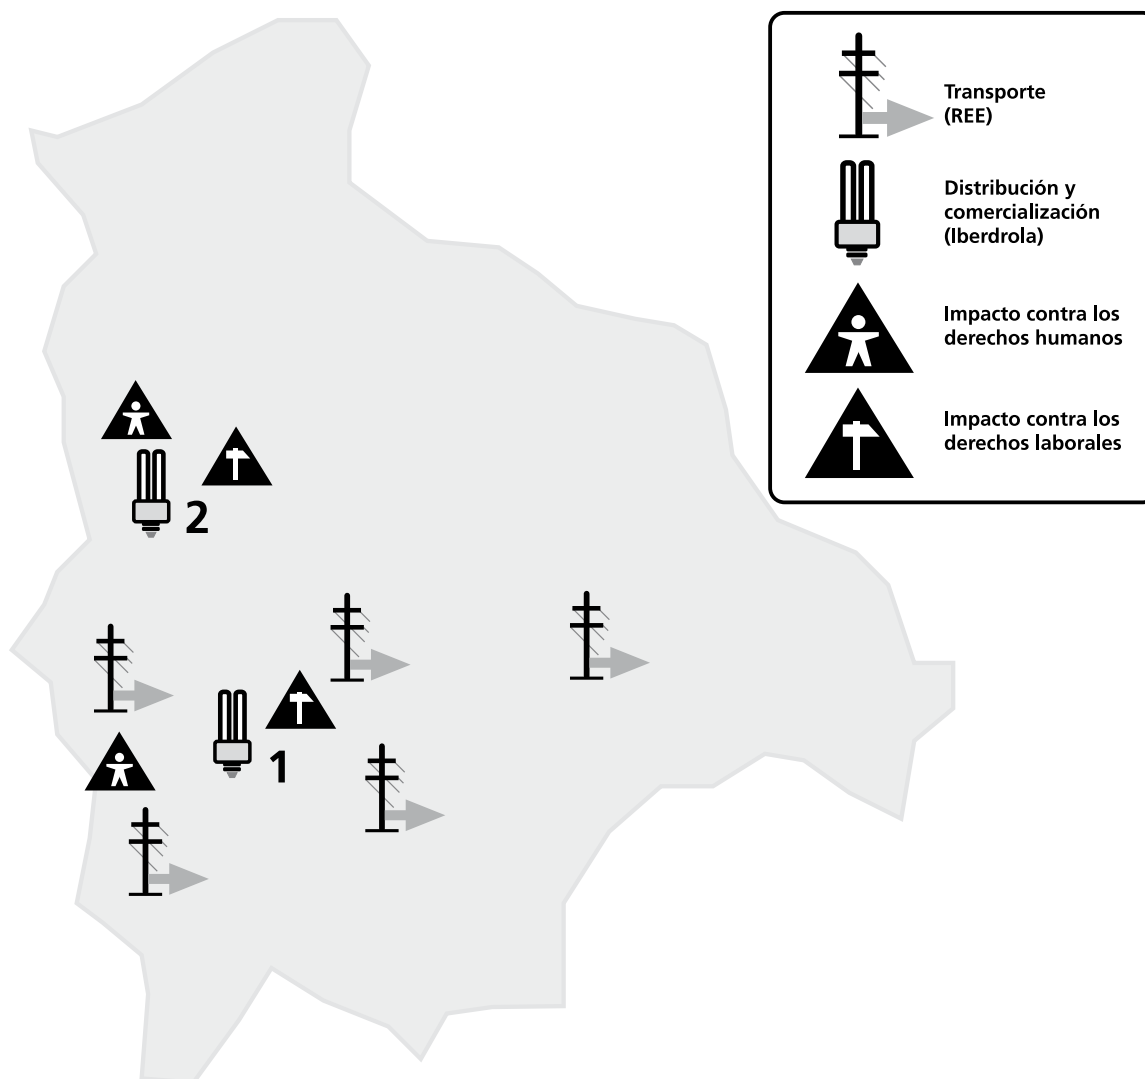 Transporte
(REE)
Distribución y
comercialización
(Iberdrola)
Impacto contra los
derechos humanos
Impacto contra los
derechos laborales
2
1